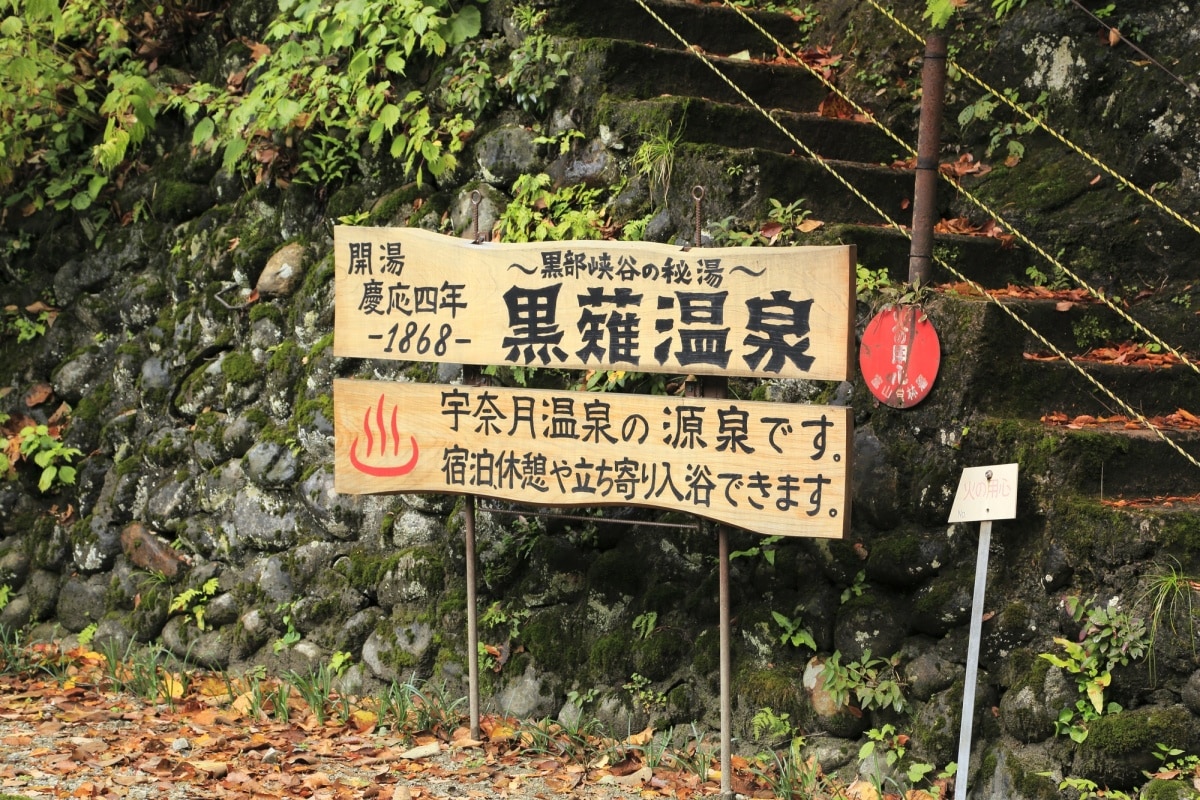 開湯
慶応四年
-1868-
～黒部峡谷の秘湯～
黒薙温泉
宇奈月温泉の源泉です。
宿泊、休憩や立ち寄り入浴できます。
火の用心
No.